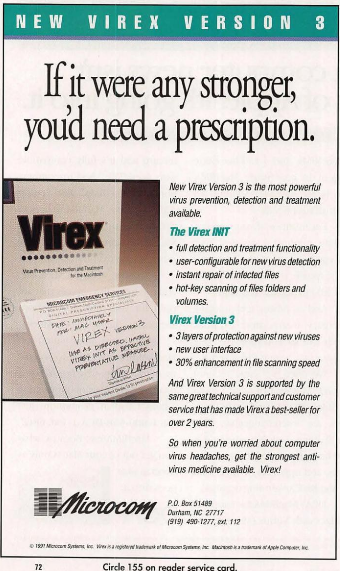 NEW VIREX VERSION 3
If it were any stronger,
you'd need a prescription.
Virex
Virus Prevention, Detection and Treatment
for the Macintosh
MICROCOM EMERGENCY SERVICES
DIGITAL PRESCRIPTION SPECIALISTS
DATE: IMMEDIATELY
FOR: MAC USER
VIREX VERSION 3
USE AS DIRECTED, USING
VIREX INIT AS EFFECTIVE
PREVENTATIVE MEASURE.
New Virex Version 3 is the most powerful
virus prevention, detection and treatment
available.
The Virex INIT
• full detection and treatment functionality
• user-configurable for new virus detection
• instant repair of infected files
• hot-key scanning of files folders and
volumes.
Virex Version 3
• 3 layers of protection against new viruses
• new user interface
• 30% enhancement in file scanning speed
And Virex Version 3 is supported by the
same great technical support and customer
service that has made Virex a best-seller for
over 2 years.
So when you're worried about computer
virus headaches, get the strongest anti-
virus medicine available. Virex!
Microcom
P.O. Box 51489
Durham, NC 27717
(919) 490-1277, ext. 112
© 1991 Microcom Systems, Inc. Virex is a registered trademark of Microcom Systems, Inc. Macintosh is a trademark of Apple Computer, Inc.
72
Circle 155 on reader service card.